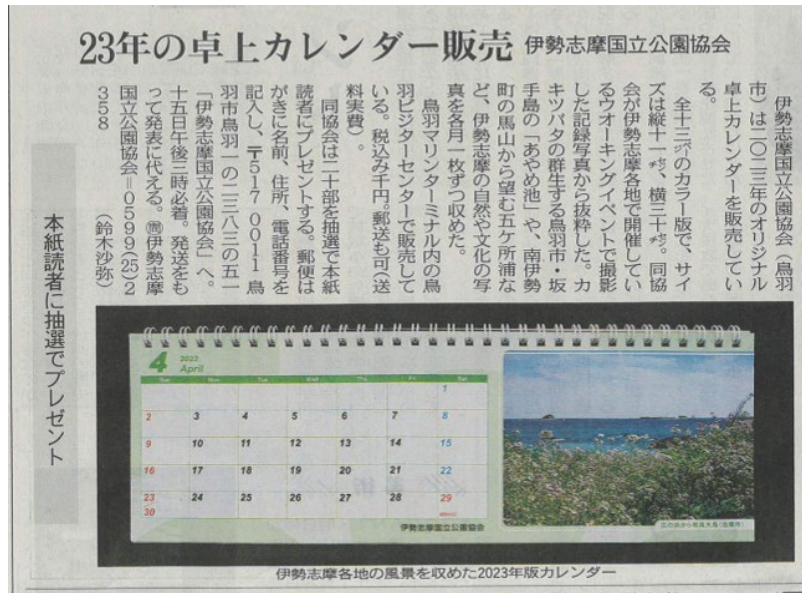 23年の卓上カレンダー販売 伊勢志摩国立公園協会
伊勢志摩国立公園協会(鳥羽
市)は二〇二三年のオリジナル
卓上カレンダーを販売してい
る。
全十三㌻のカラー版で、サイ
ズは縦十一㌢、横三十㌢。同協
会が伊勢志摩各地で開催してい
るウオーキングイベントで撮影
した記録写真から抜粋した。カ
キツバタの群生する鳥羽市・坂
手島の「あやめ池」や、南伊勢
町の馬山から望む五ケ所浦な
ど、伊勢志摩の自然や文化の写
真を各月一枚ずつ収めた。
鳥羽マリンターミナル内の鳥
羽ビジターセンターで販売して
いる。税込み千円。郵送も可(送
料実費)。
同協会は二十部を抽選で本紙
読者にプレゼントする。郵便は
がきに名前、住所、電話番号を
記入し、〒517 0011 鳥
羽市鳥羽一の二三八三の五一
「伊勢志摩国立公園協会」へ。
十五日午後三時必着。発送をも
って発表に代える。㉄伊勢志摩
国立公園協会=0599(25)2
358
(鈴木沙弥)
本紙読者に抽選でプレゼント
4 2023
April
Sun Mon Tue Wed Thu Fri Sat
1
2 3 4 5 6 7 8
9 10 11 12 13 14 15
16 17 18 19 20 21 22
23 24 25 26 27 28 29
30
伊勢志摩国立公園協会
伊勢志摩各地の風景を収めた2023年版カレンダー